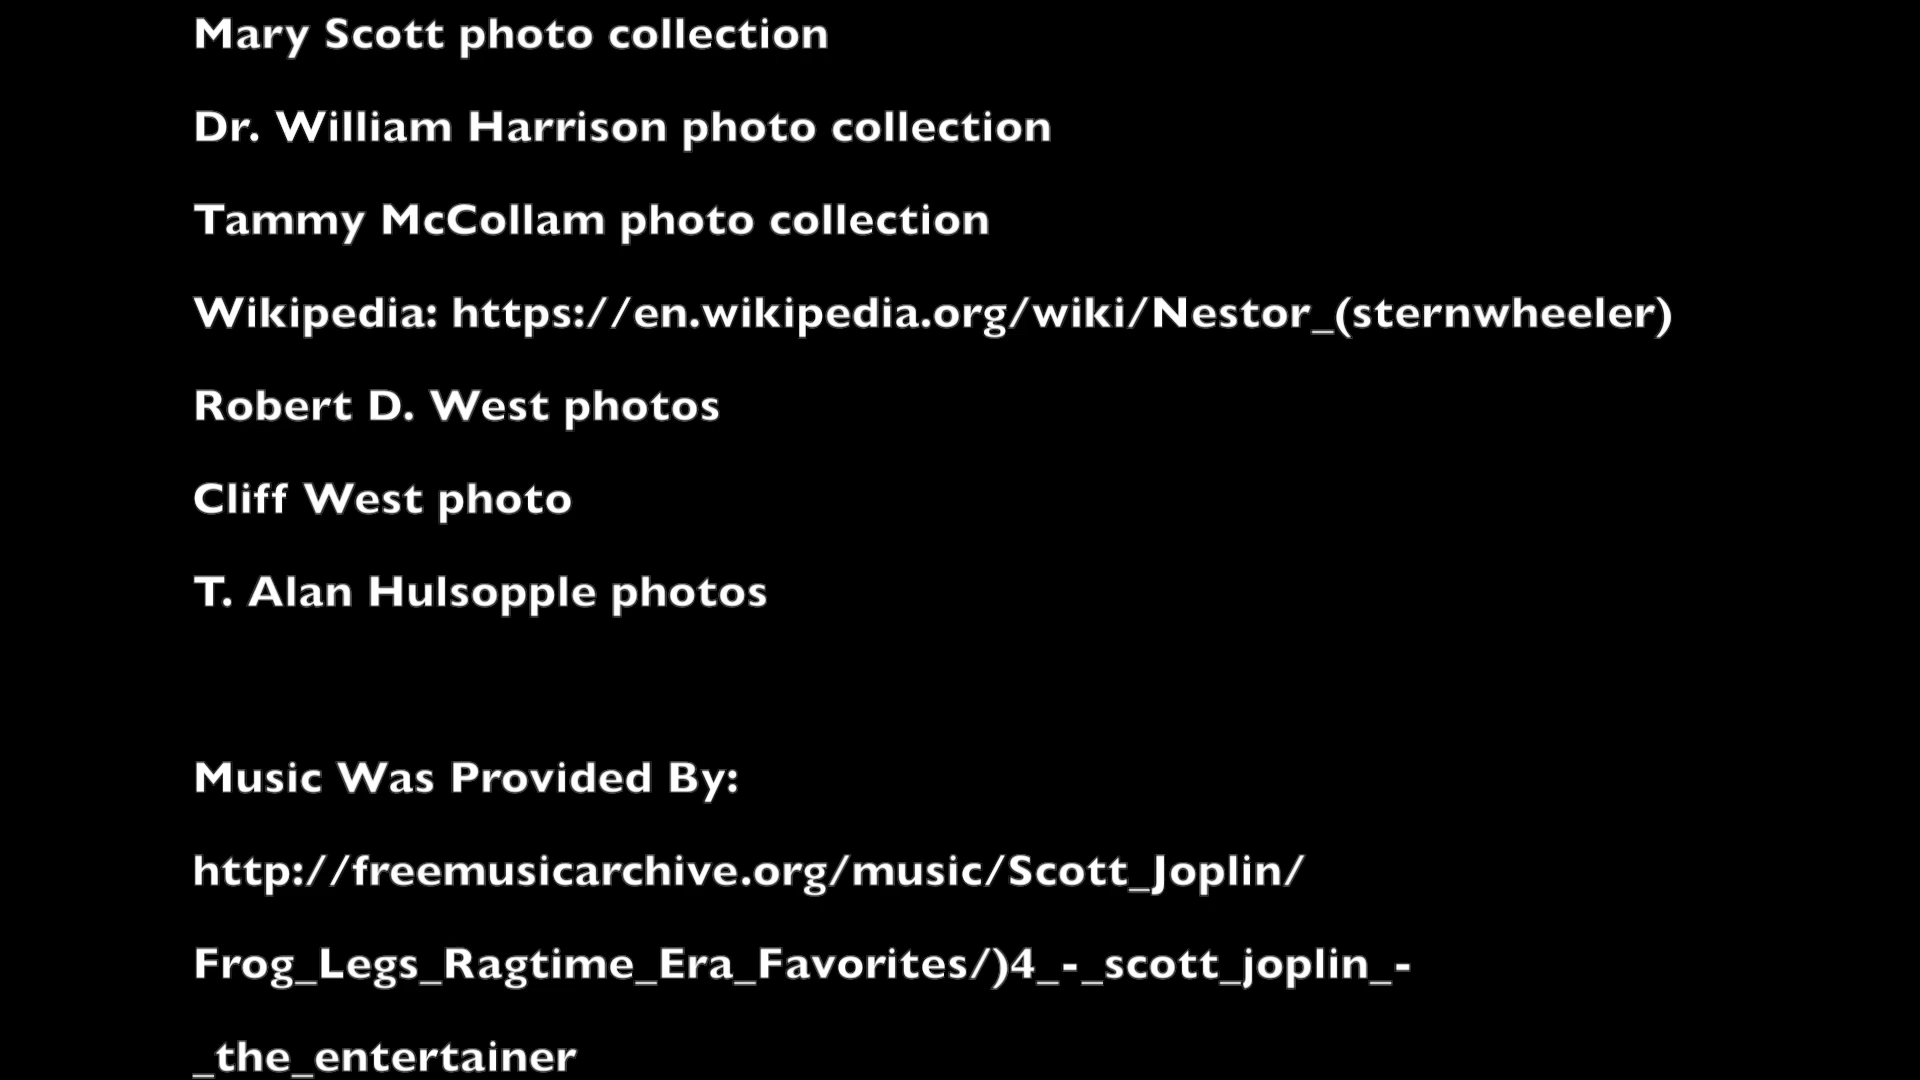 Mary Scott photo collection
Dr. William Harrison photo collection
Tammy McCollam photo collection
Wikipedia: https://en.wikipedia.org/wiki/Nestor_(sternwheeler)
Robert D. West photos
Cliff West photo
T. Alan Hulsopple photos
Music Was Provided By:
http://freemusicarchive.org/music/Scott_Joplin/
Frog_Legs_Ragtime_Era_Favorites/)4_-_scott_joplin_-
_the_entertainer